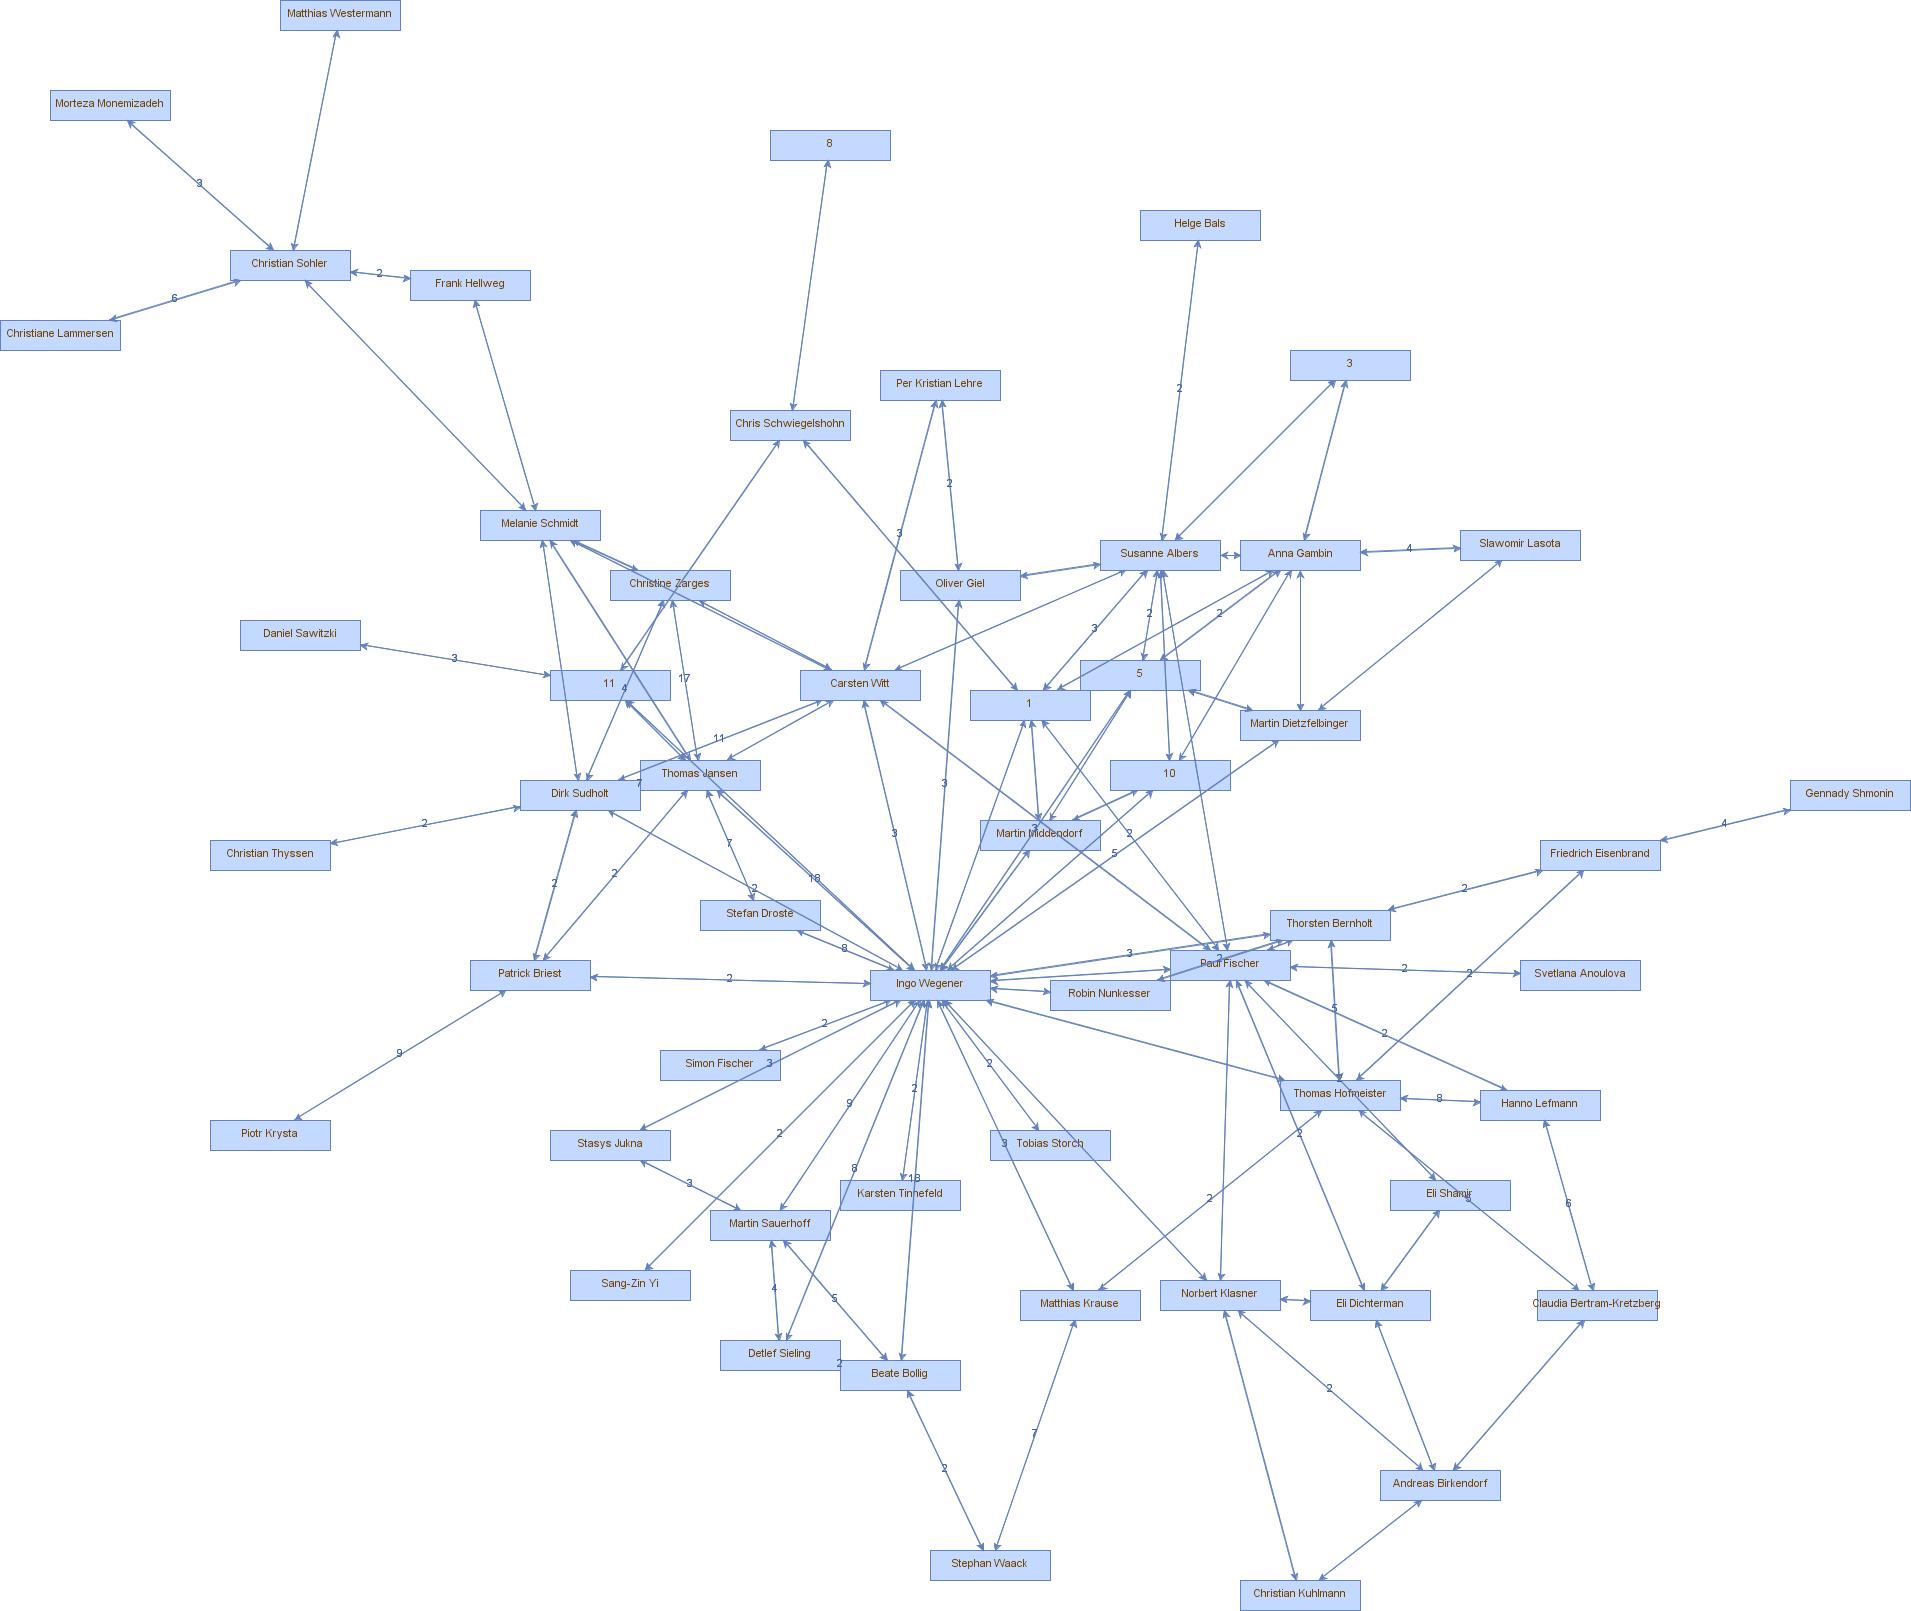 Matthias Westermann
Morteza Monemizadeh
8
3
Helge Bals
Christian Sohler
2
Frank Hellweg
6
Christiane Lammersen
3
Per Kristian Lehre
2
Chris Schwiegelshohn
2
3
Melanie Schmidt
Susanne Albers
Anna Gambin
4
Slawomir Lasota
Christine Zarges
Oliver Giel
2
2
3
Daniel Sawitzki
3
11
4
17
Carsten Witt
5
1
Martin Dietzfelbinger
11
Thomas Jansen
10
7
Dirk Sudholt
3
Gennady Shmonin
2
4
Christian Thyssen
7
3
3
Martin Middendorf
2
5
Friedrich Eisenbrand
2
2
2
18
2
Stefan Droste
Thorsten Bernholt
8
3
2
Patrick Briest
2
Ingo Wegener
Robin Nunkesser
Paul Fischer
2
Svetlana Anoulova
2
5
9
2
Simon Fischer
3
2
2
2
Piotr Krysta
9
2
Thomas Hofmeister
8
Hanno Lefmann
2
Stasys Jukna
3
Tobias Storch
2
3
8
18
Karsten Tinnefeld
2
Eli Shamir
5
6
Martin Sauerhoff
Sang-Zin Yi
4
5
Matthias Krause
Norbert Klasner
Eli Dichterman
Claudia Bertram-Kretzberg
Detlef Sieling
2
Beate Bollig
2
7
2
Andreas Birkendorf
Stephan Waack
Christian Kuhlmann